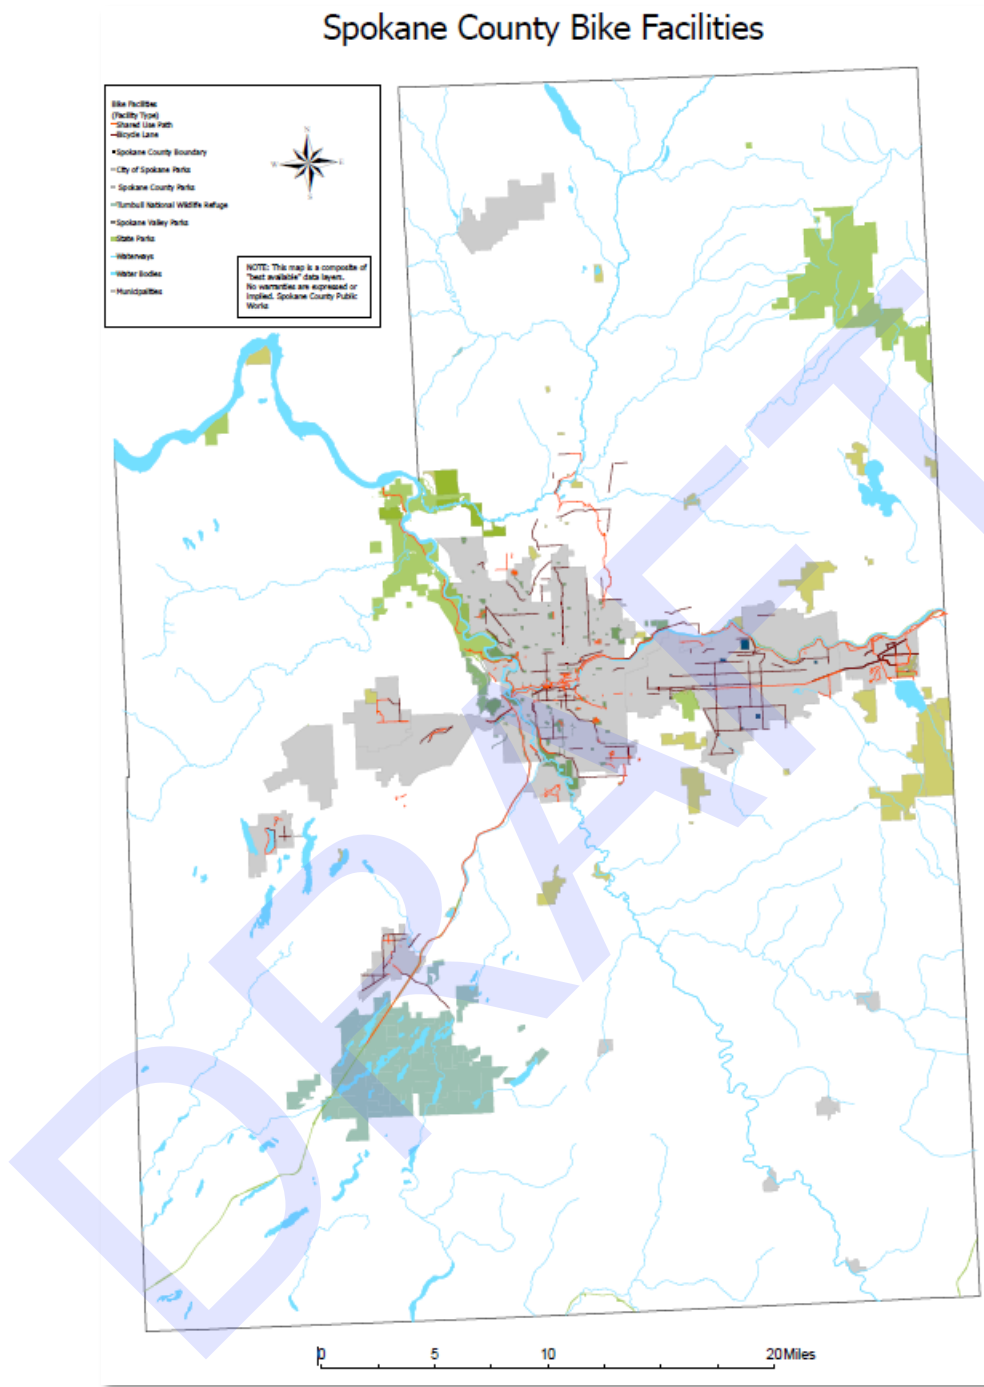 Spokane County Bike Facilities
Bike Facilities
(Facility Type)
Shared Use Path
Bicycle Lane
Spokane County Boundary
City of Spokane Parks
Spokane County Parks
Turnbull National Wildlife Refuge
Spokane Valley Parks
State Parks
Waterways
Water Bodies
Municipalities
N
W
E
S
NOTE: This map is a composite of
"best available" data layers.
No warranties are expressed or
implied. Spokane County Public
Works
DRAFT
0 5 10 20 Miles